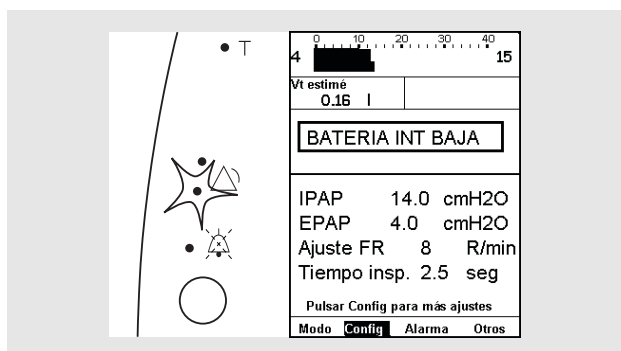 T
0 10 20 30 40
4 15
Vt estimé
0.16 l
BATERIA INT BAJA
IPAP 14.0 cmH2O
EPAP 4.0 cmH2O
Ajuste FR 8 R/min
Tiempo insp. 2.5 seg
Pulsar Config para más ajustes
Modo Config Alarma Otros